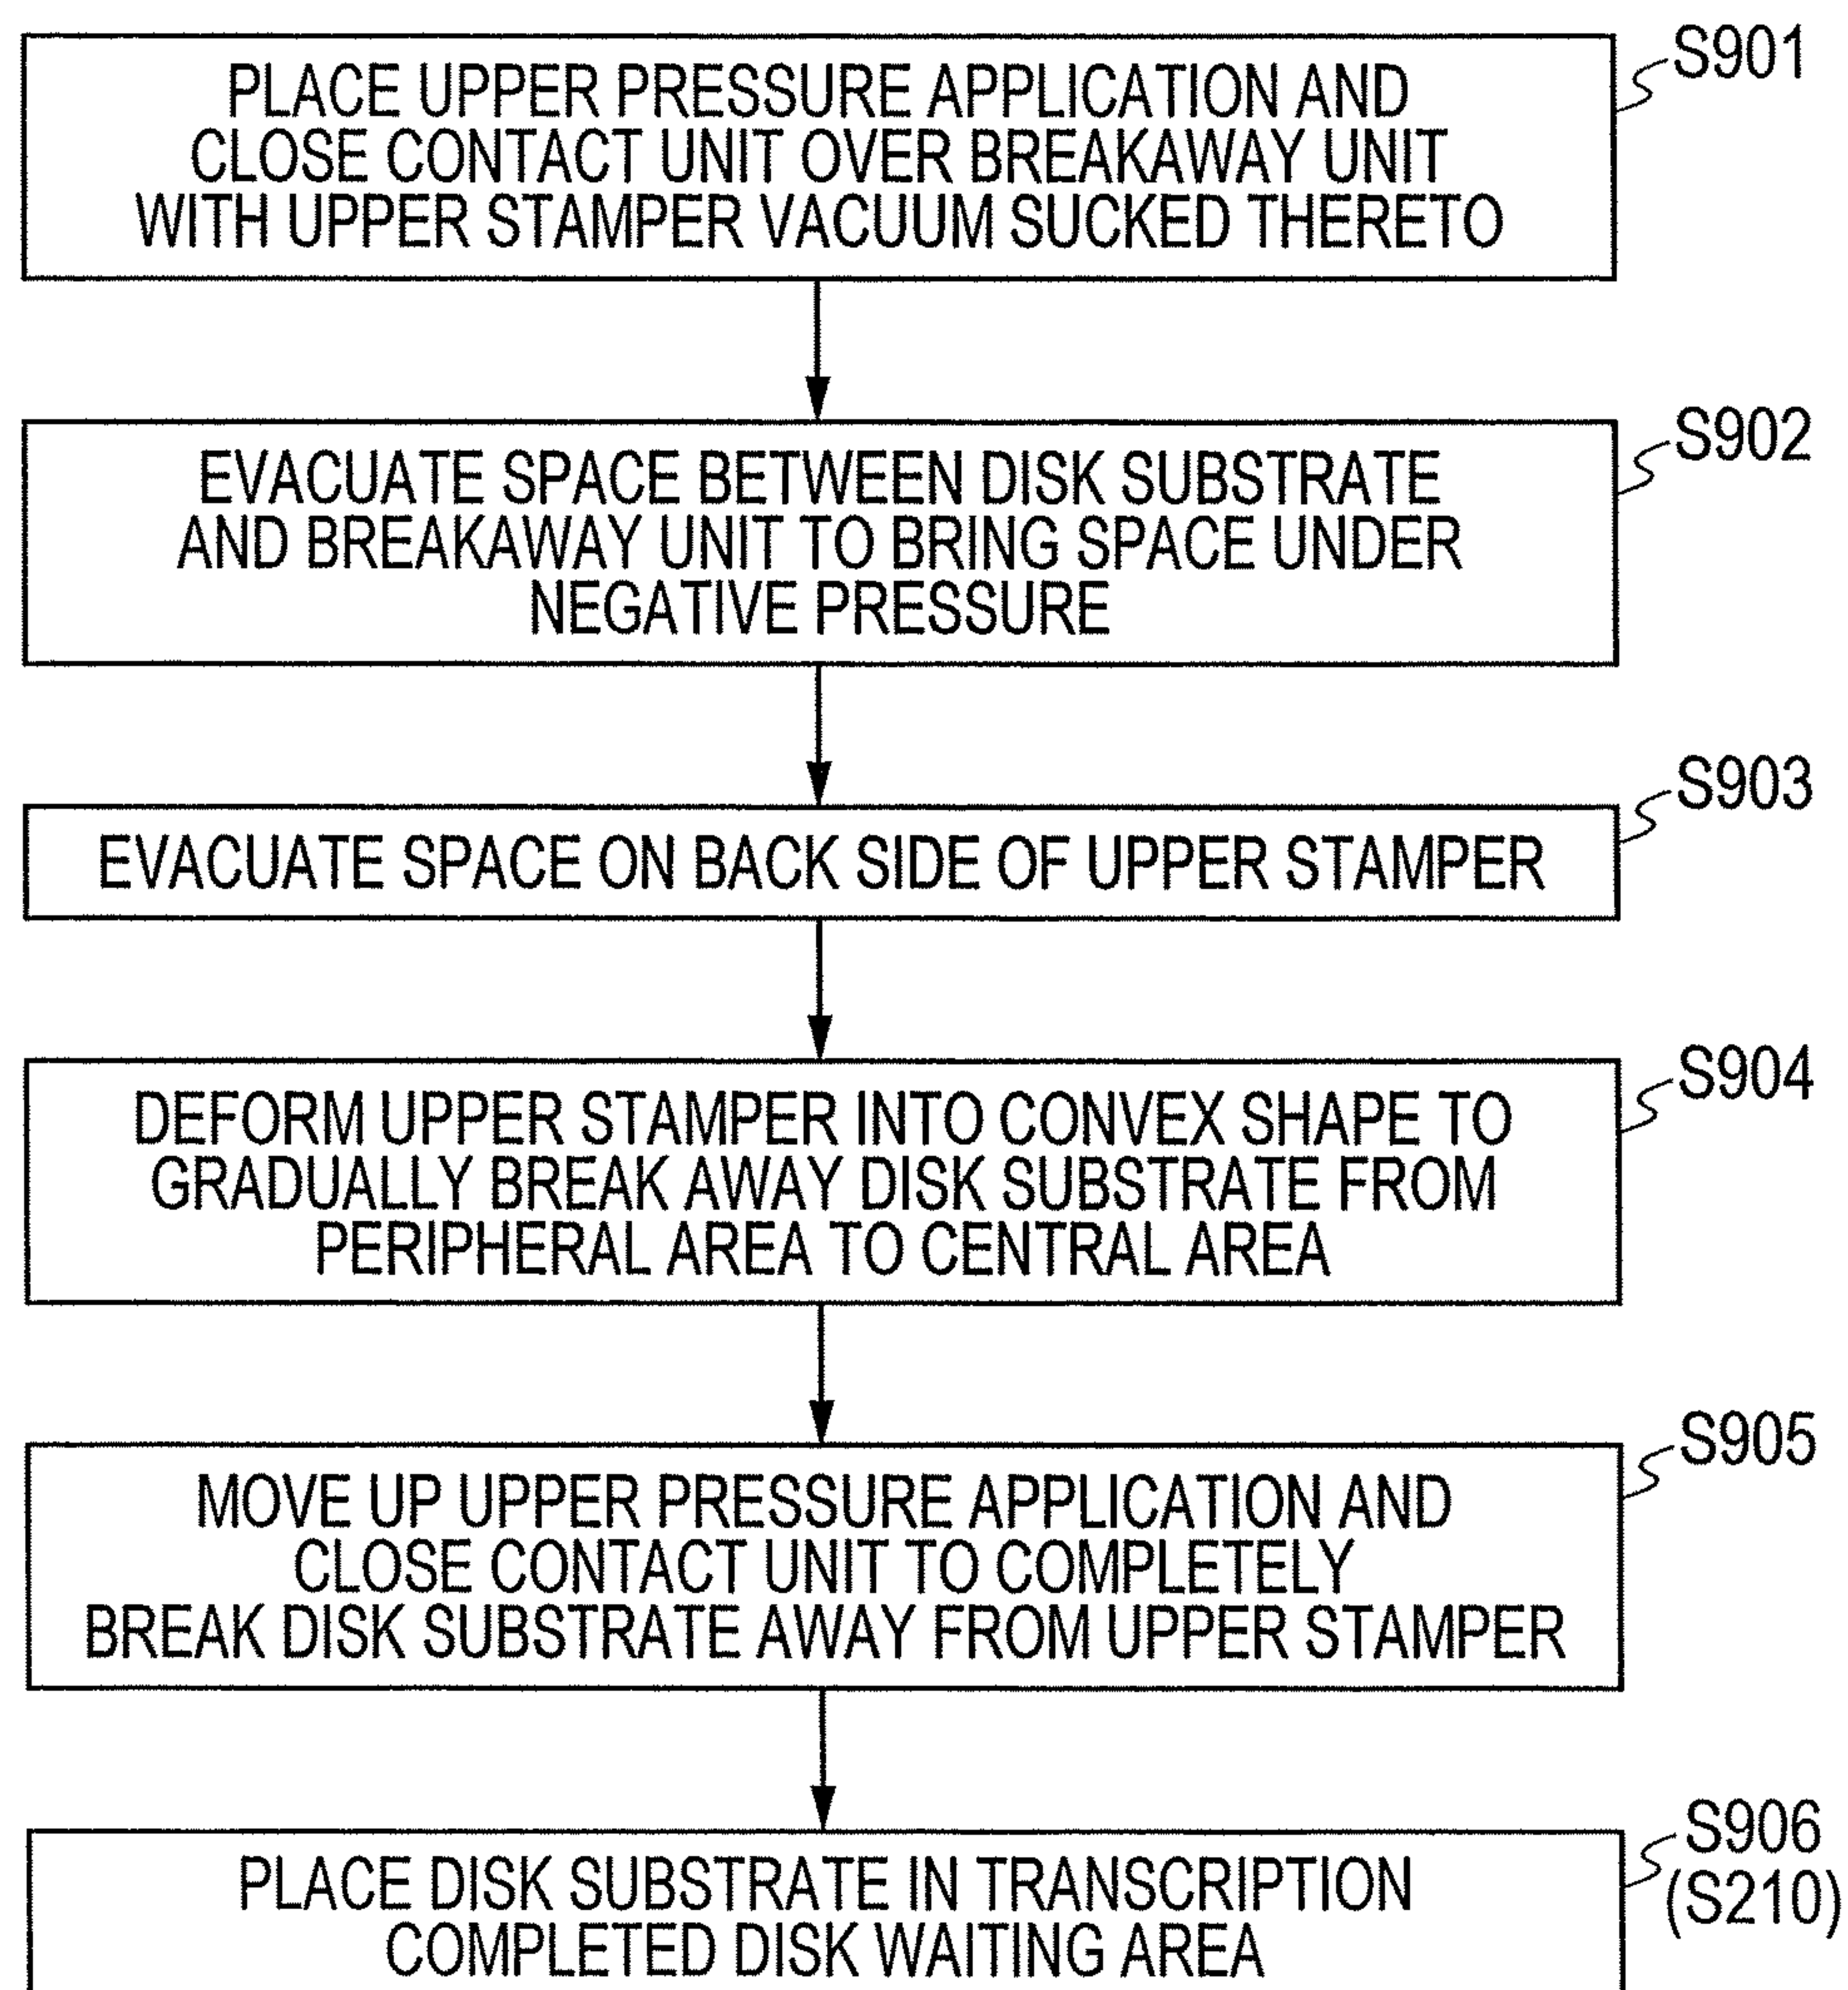 S901
PLACE UPPER PRESSURE APPLICATION AND
CLOSE CONTACT UNIT OVER BREAKAWAY UNIT
WITH UPPER STAMPER VACUUM SUCKED THERETO
S902
EVACUATE SPACE BETWEEN DISK SUBSTRATE
AND BREAKAWAY UNIT TO BRING SPACE UNDER
NEGATIVE PRESSURE
S903
EVACUATE SPACE ON BACK SIDE OF UPPER STAMPER
S904
DEFORM UPPER STAMPER INTO CONVEX SHAPE TO
GRADUALLY BREAK AWAY DISK SUBSTRATE FROM
PERIPHERAL AREA TO CENTRAL AREA
S905
MOVE UP UPPER PRESSURE APPLICATION AND
CLOSE CONTACT UNIT TO COMPLETELY
BREAK DISK SUBSTRATE AWAY FROM UPPER STAMPER
S906
(S210)
PLACE DISK SUBSTRATE IN TRANSCRIPTION
COMPLETED DISK WAITING AREA